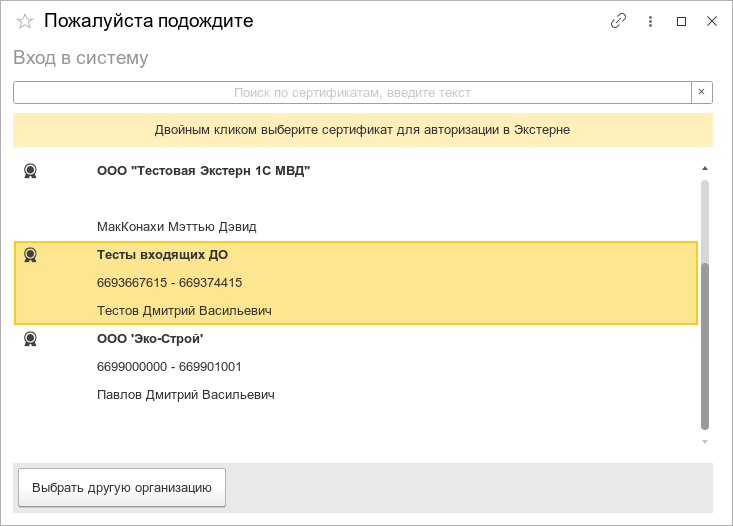 Пожалуйста подождите
Вход в систему
Поиск по сертификатам, введите текст
Двойным кликом выберите сертификат для авторизации в Экстерне
ООО "Тестовая Экстерн 1С МВД"
МакКонахи Мэттью Дэвид
Тесты входящих ДО
6693667615 - 669374415
Тестов Дмитрий Васильевич
ООО 'Эко-Строй'
6699000000 - 669901001
Павлов Дмитрий Васильевич
Выбрать другую организацию